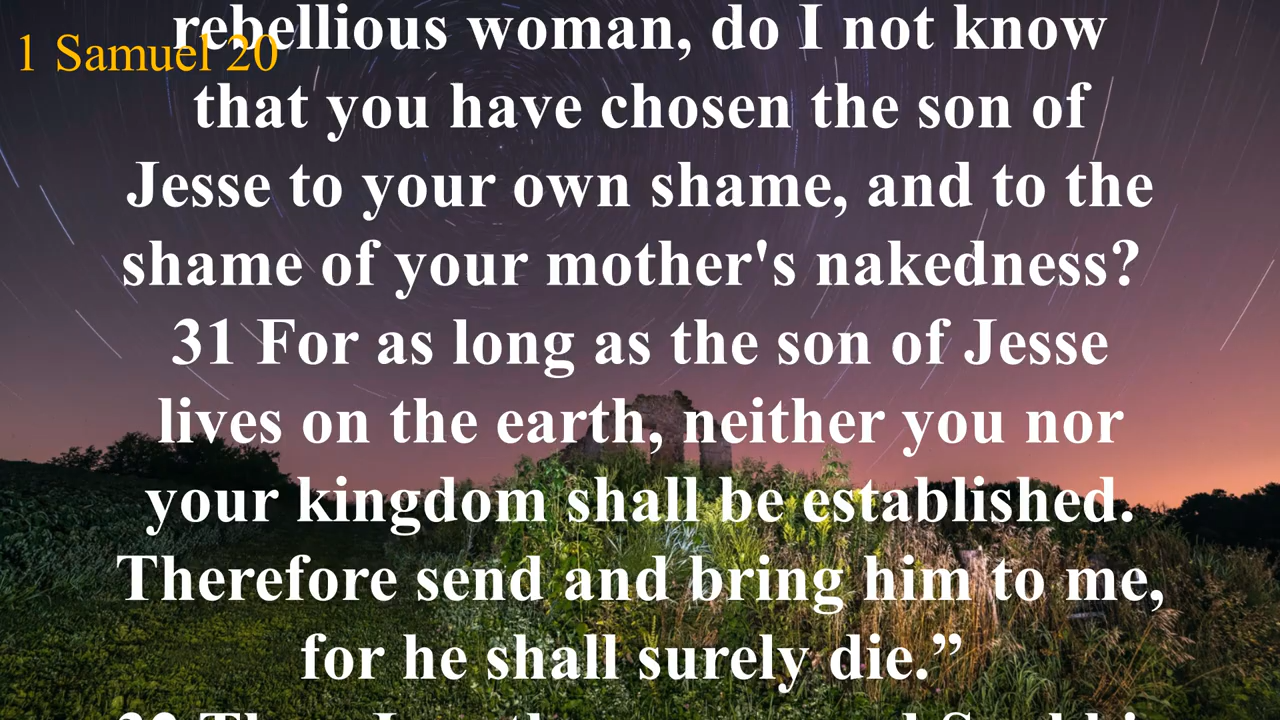 1 Samuel 20
rebellious woman, do I not know
that you have chosen the son of
Jesse to your own shame, and to the
shame of your mother's nakedness?
31 For as long as the son of Jesse
lives on the earth, neither you nor
your kingdom shall be established.
Therefore send and bring him to me,
for he shall surely die.”